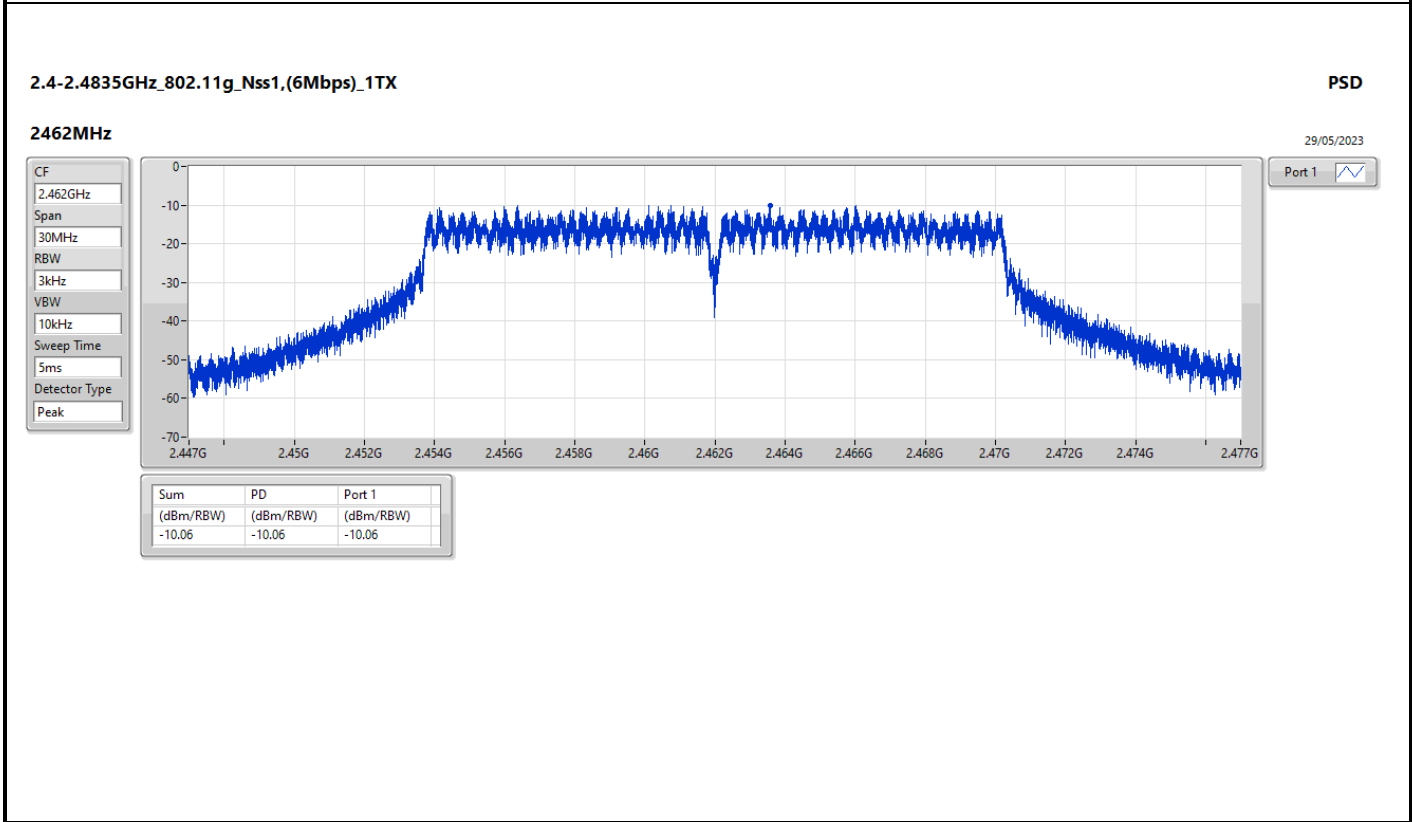 2.4-2.4835GHz_802.11g_Nss1,(6Mbps)_1TX
PSD
2462MHz
29/05/2023
CF
2.462GHz
Span
30MHz
RBW
3kHz
VBW
10kHz
Sweep Time
5ms
Detector Type
Peak
0
-10
-20
-30
-40
-50
-60
-70
2.447G 2.45G 2.452G 2.454G 2.456G 2.458G 2.46G 2.462G 2.464G 2.466G 2.468G 2.47G 2.472G 2.474G 2.477G
Port 1
Sum PD Port 1
(dBm/RBW) (dBm/RBW) (dBm/RBW)
-10.06 -10.06 -10.06